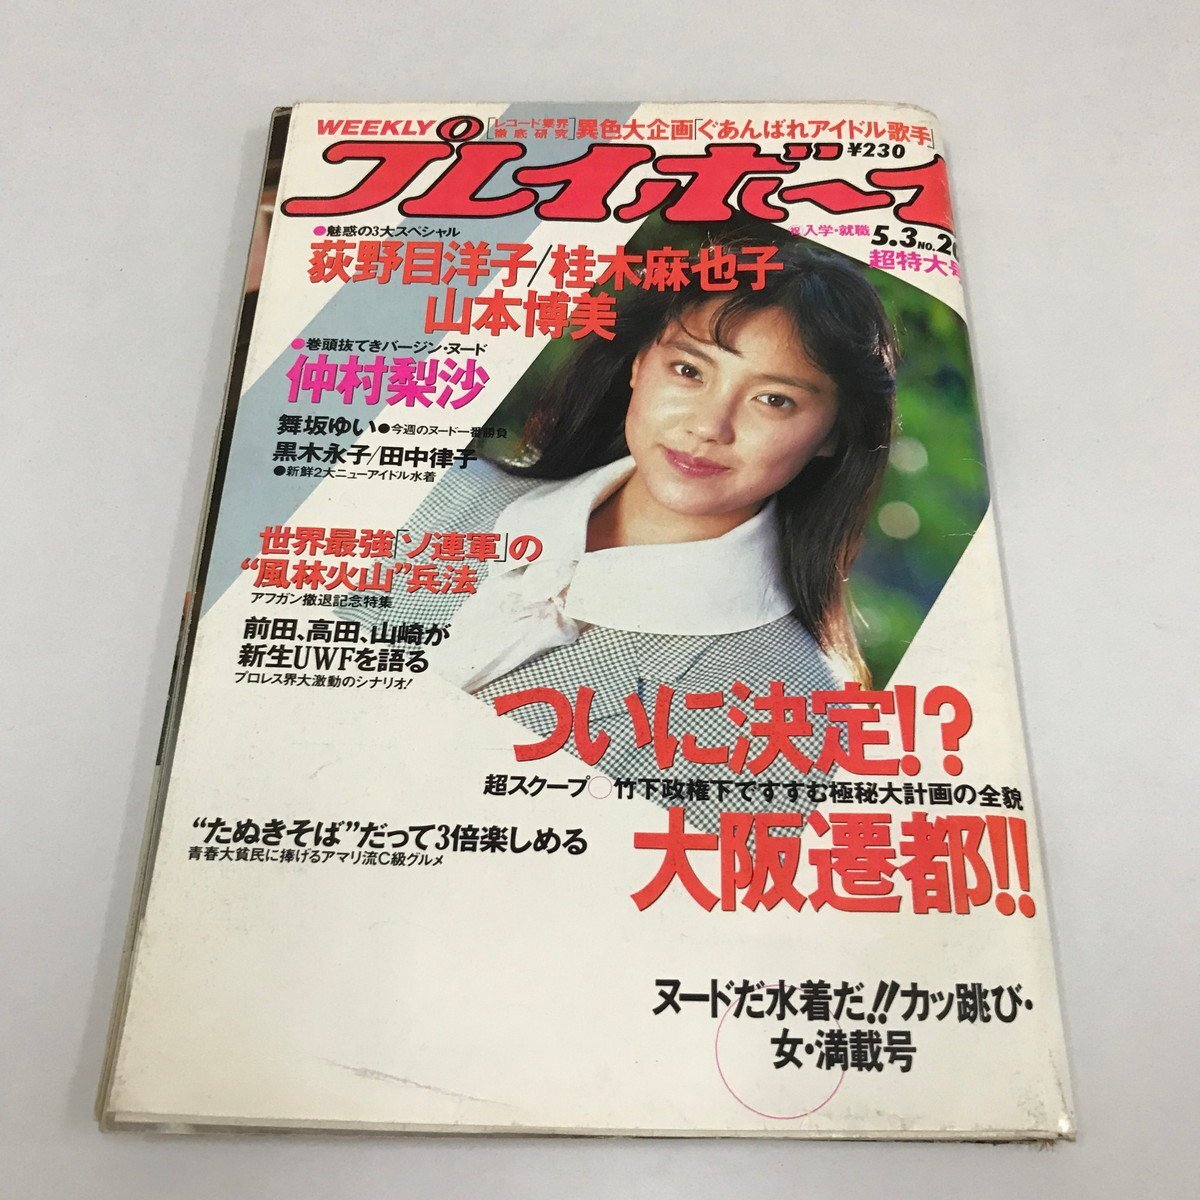 WEEKLY
[レコード業界徹底研究]異色大企画「ぐあんばれアイドル歌手」
プレイボーイ
¥230
祝入学・就職 5.3 NO.20
超特大号
●魅惑の3大スペシャル
荻野目洋子/桂木麻也子
山本博美
●巻頭抜てきバージン・ヌード
仲村梨沙
舞坂ゆい●今週のヌード一番勝負
黒木永子/田中律子
●新鮮2大ニューアイドル水着
世界最強「ソ連軍」の
“風林火山”兵法
アフガン撤退記念特集
前田、高田、山崎が
新生UWFを語る
プロレス界大激動のシナリオ!
ついに決定!?
超スクープ○竹下政権下ですすむ極秘大計画の全貌
大阪遷都!!
“たぬきそば”だって3倍楽しめる
青春大貧民に捧げるアマリ流C級グルメ
ヌードだ水着だ!!カッ跳び・
女・満載号